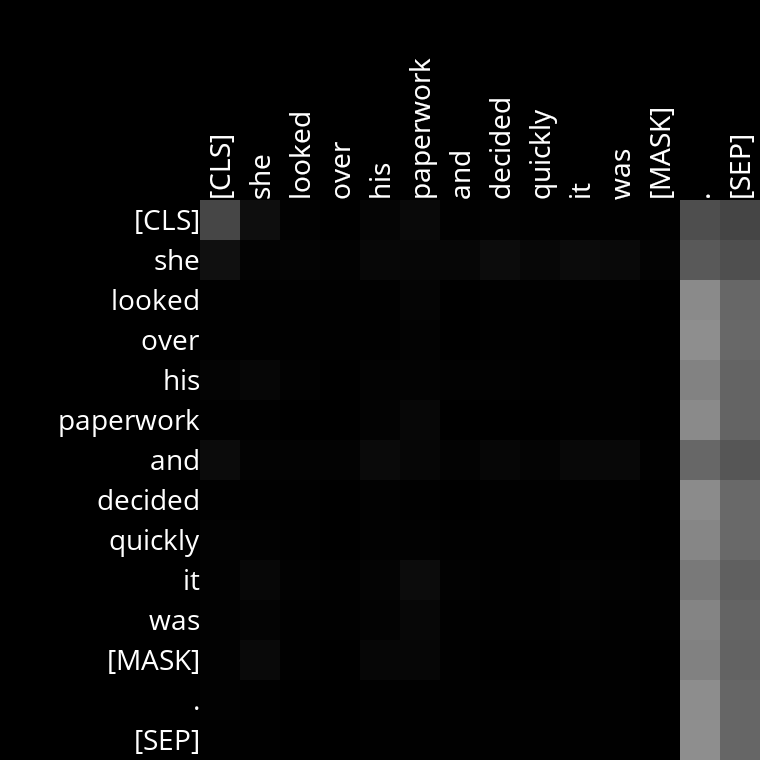 [CLS] she looked over his paperwork and decided quickly it was [MASK] . [SEP]
[CLS]
she
looked
over
his
paperwork
and
decided
quickly
it
was
[MASK]
.
[SEP]